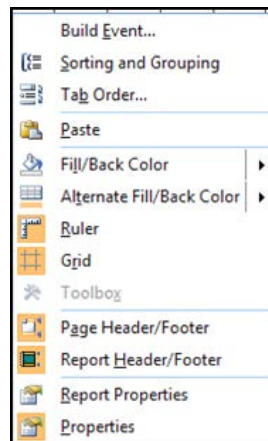 Build Event...
Sorting and Grouping
Tab Order...
Paste
Fill/Back Color
Alternate Fill/Back Color
Ruler
Grid
Toolbox
Page Header/Footer
Report Header/Footer
Report Properties
Properties